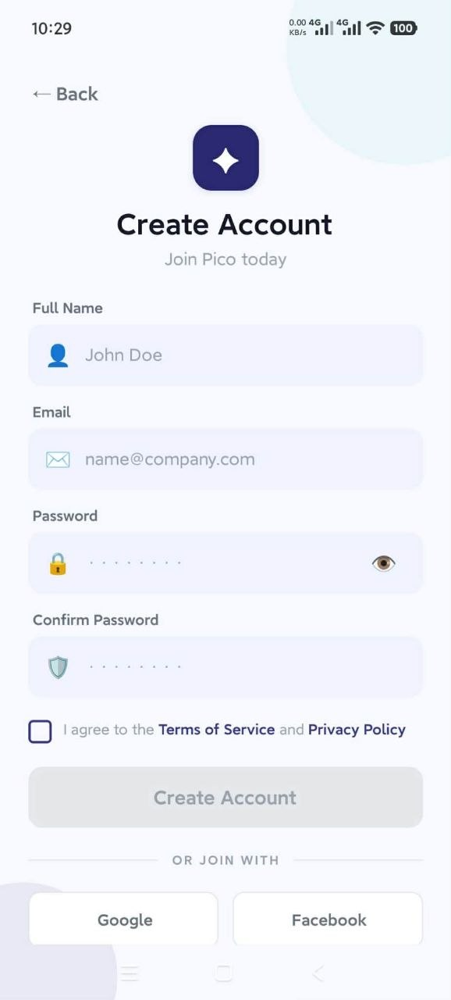 10:29
0.00 KB/s 4G 4G 100
← Back
Create Account
Join Pico today
Full Name
John Doe
Email
name@company.com
Password
Confirm Password
I agree to the Terms of Service and Privacy Policy
Create Account
OR JOIN WITH
Google Facebook